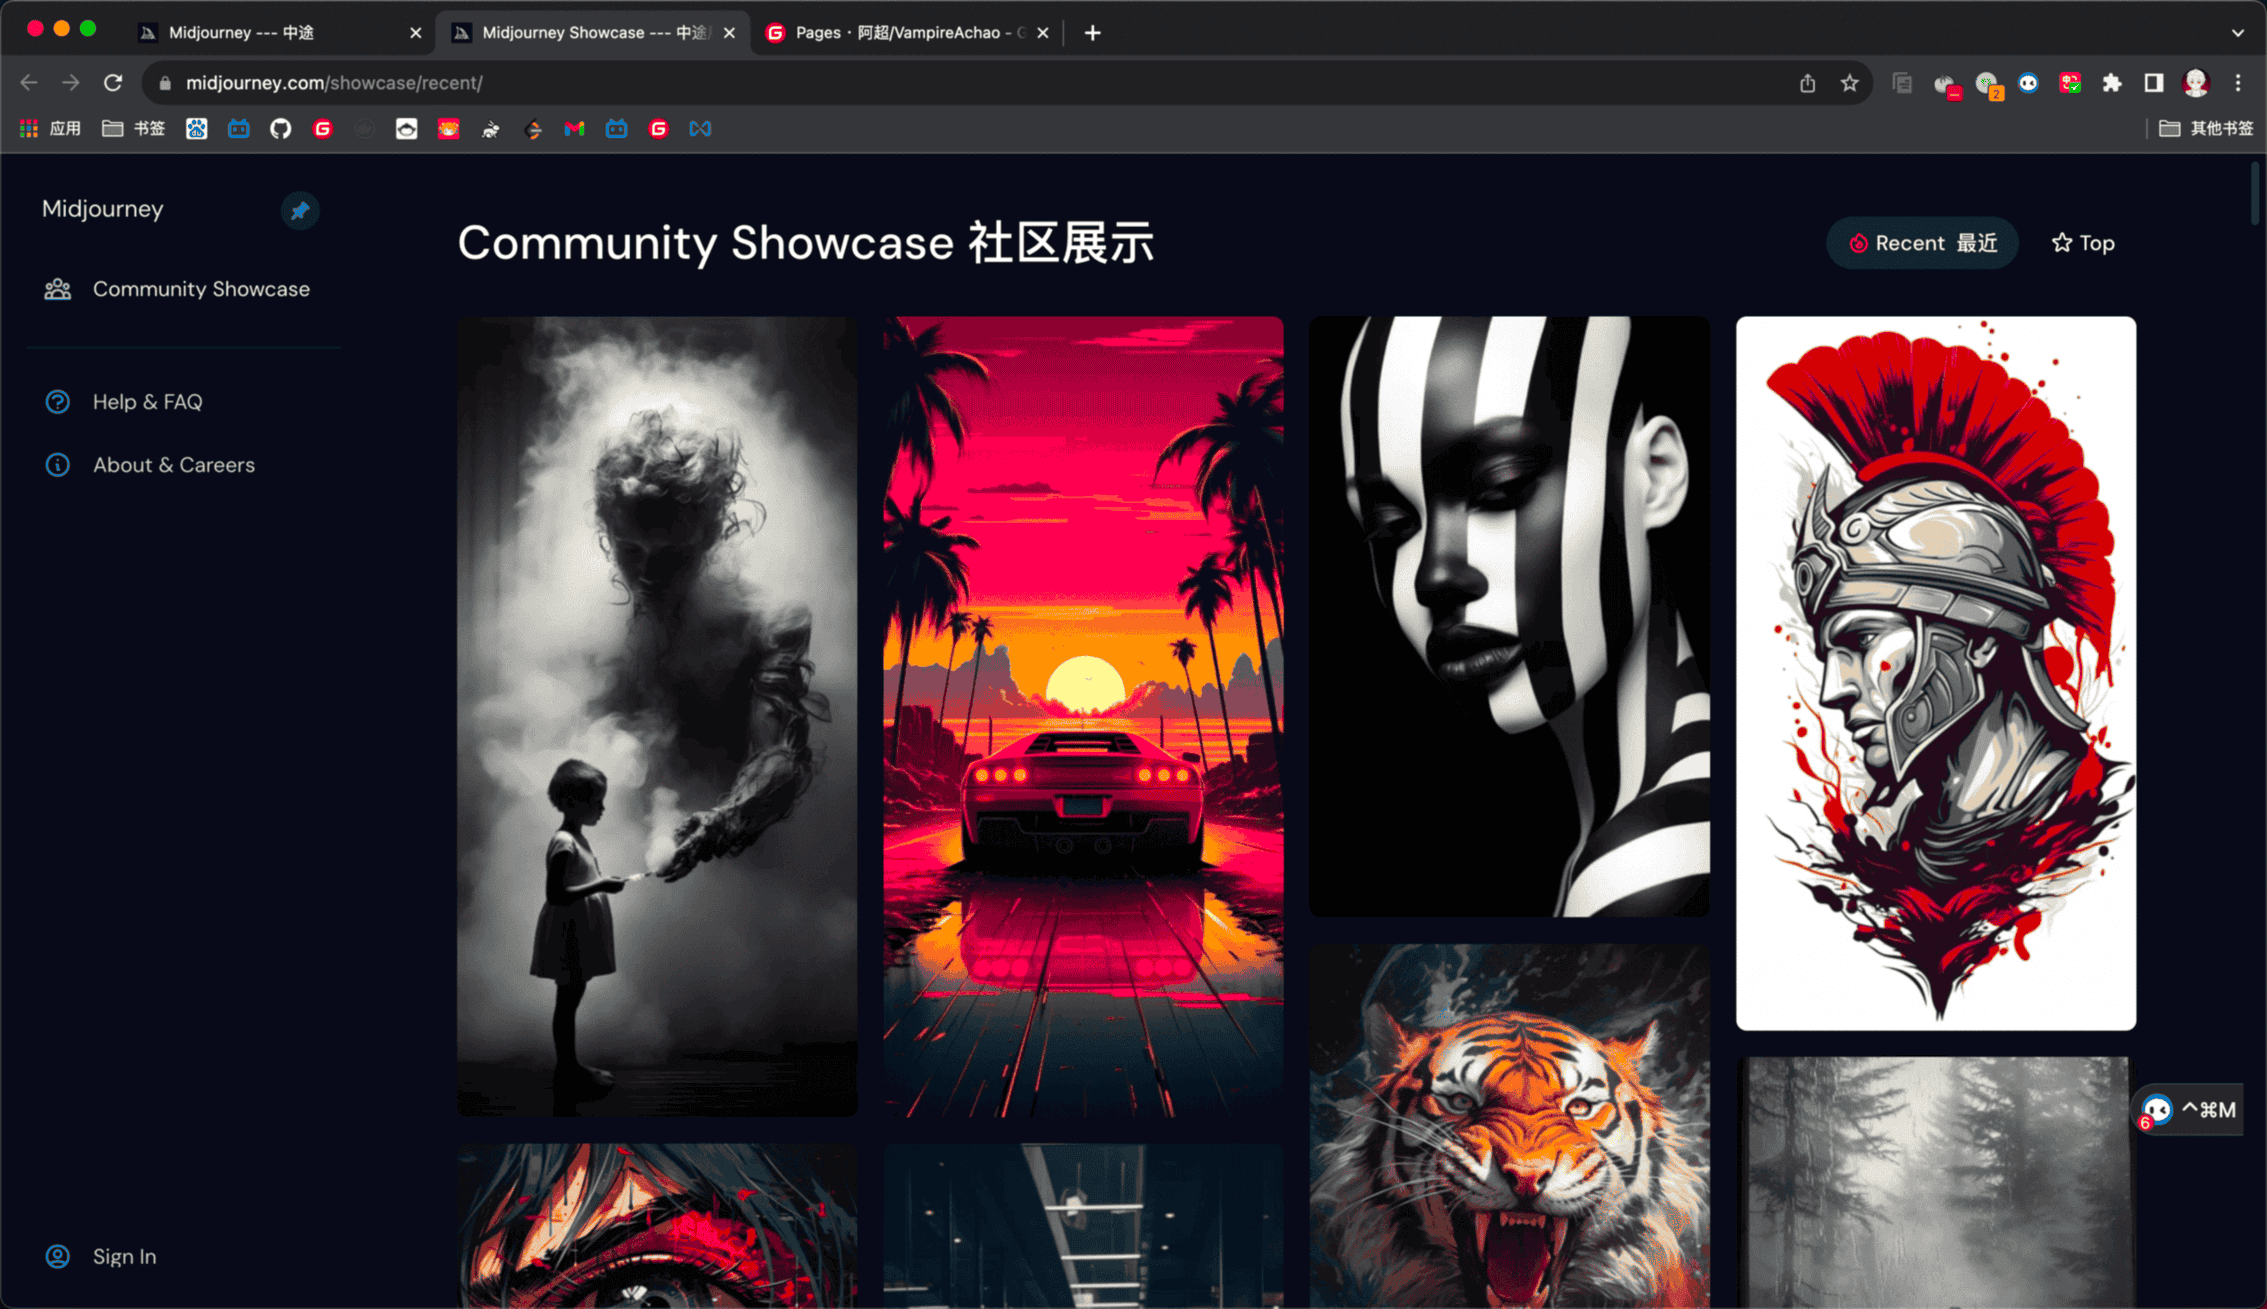 Midjourney --- 中途
Midjourney Showcase --- 中途
Pages · 阿超/VampireAchao -
midjourney.com/showcase/recent/
2
应用
书签
其他书签
Midjourney
Community Showcase 社区展示
Recent 最近
Top
Community Showcase
Help & FAQ
About & Careers
6
^⌘M
Sign In